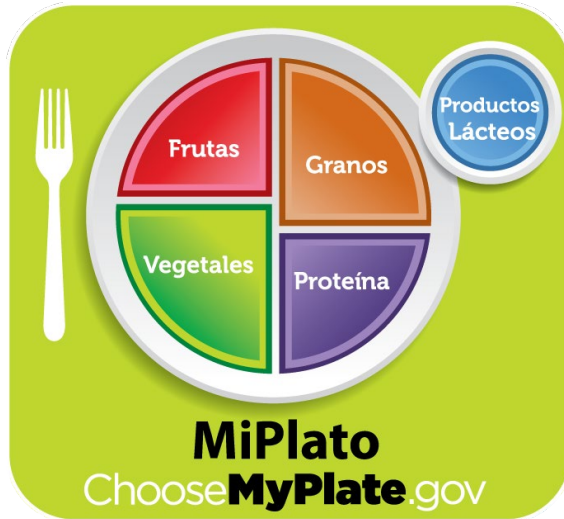 Frutas
Granos
Productos
Lácteos
Vegetales
Proteína
MiPlato
ChooseMyPlate.gov